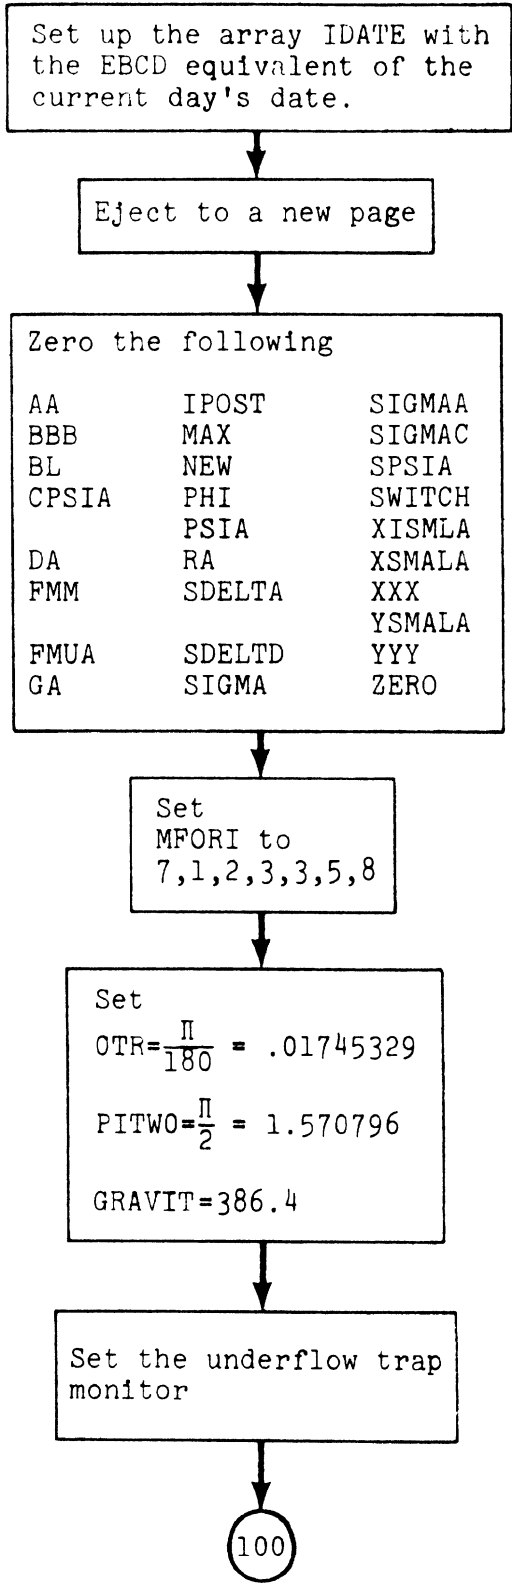 Set up the array IDATE with
the EBCD equivalent of the
current day's date.
Eject to a new page
Zero the following
AA IPOST SIGMAA
BBB MAX SIGMAC
BL NEW SPSIA
CPSIA PHI SWITCH
PSIA XISMLA
DA RA XSMALA
FMM SDELTA XXX
YSMALA
FMUA SDELTD YYY
GA SIGMA ZERO
Set
MFORI to
7,1,2,3,3,5,8
Set
OTR=Π/180 = .01745329
PITWO=Π/2 = 1.570796
GRAVIT=386.4
Set the underflow trap
monitor
100